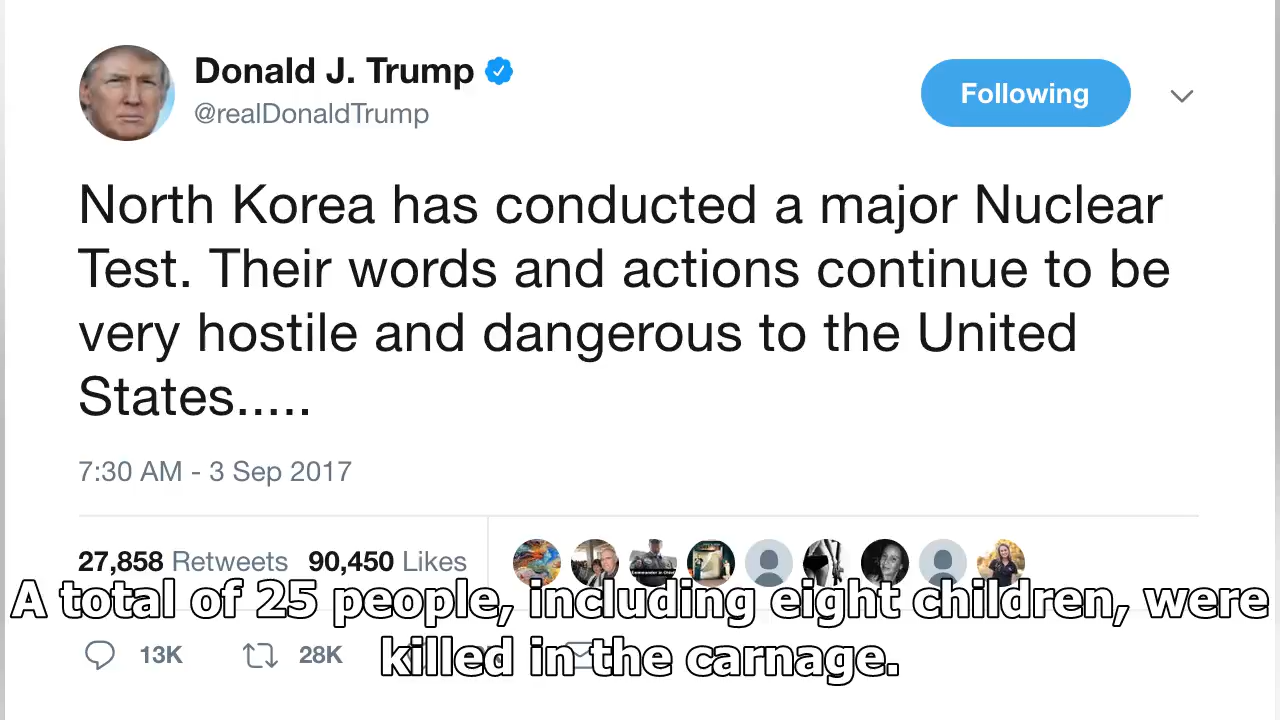 Donald J. Trump
@realDonaldTrump
Following
North Korea has conducted a major Nuclear
Test. Their words and actions continue to be
very hostile and dangerous to the United
States.....
7:30 AM - 3 Sep 2017
27,858 Retweets 90,450 Likes
A total of 25 people, including eight children, were
killed in the carnage.
13K 28K